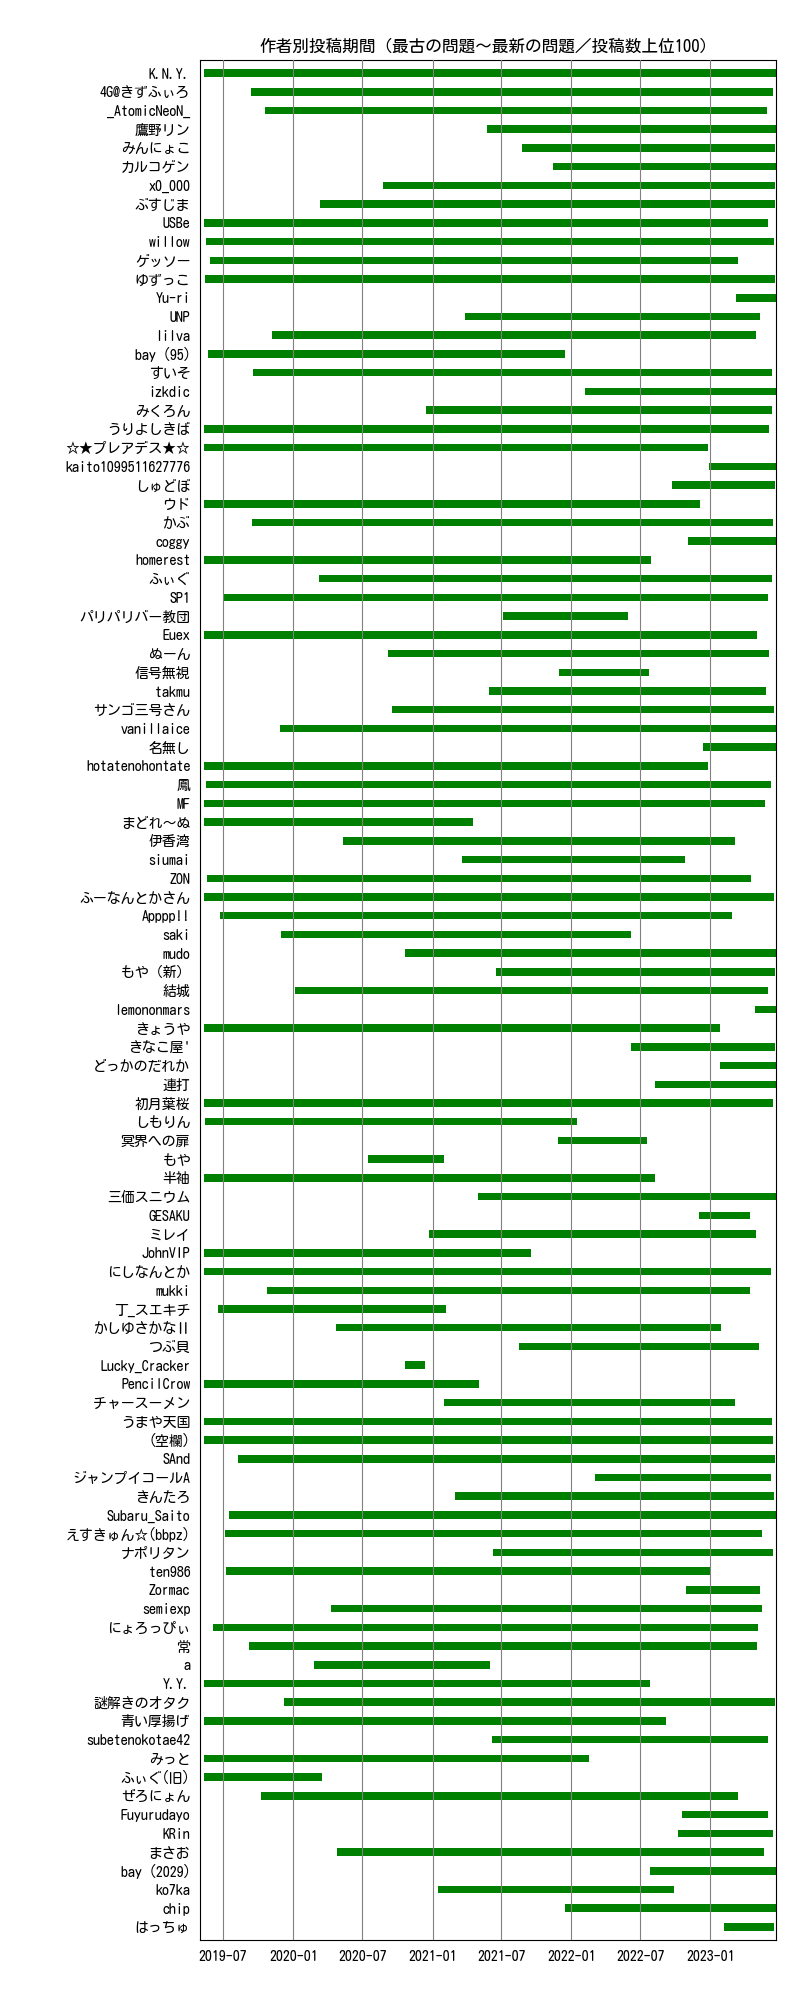 作者別投稿期間（最古の問題～最新の問題／投稿数上位100）
K.N.Y.
4G@きずふぃろ
_AtomicNeoN_
鷹野リン
みんにょこ
カルコゲン
x0_000
ぶすじま
USBe
willow
ゲッソー
ゆずっこ
Yu-ri
UNP
lilva
bay (95)
すいそ
izkdic
みくろん
うりよしきば
☆★プレアデス★☆
kaito1099511627776
しゅどぼ
ウド
かぶ
coggy
homerest
ふぃぐ
SP1
パリパリバー教団
Euex
ぬーん
信号無視
takmu
サンゴ三号さん
vanillaice
名無し
hotatenohontate
鳳
MF
まどれ～ぬ
伊香湾
siumai
ZON
ふーなんとかさん
Appppll
saki
mudo
もや（新）
結城
lemononmars
きょうや
きなこ屋'
どっかのだれか
連打
初月葉桜
しもりん
冥界への扉
もや
半袖
三価スニウム
GESAKU
ミレイ
JohnVIP
にしなんとか
mukki
丁_スエキチ
かしゆさかなⅡ
つぶ貝
Lucky_Cracker
PencilCrow
チャースーメン
うまや天国
(空欄)
SAnd
ジャンプイコールA
きんたろ
Subaru_Saito
えすきゅん☆(bbpz)
ナポリタン
ten986
Zormac
semiexp
にょろっぴぃ
常
a
Y.Y.
謎解きのオタク
青い厚揚げ
subetenokotae42
みっと
ふぃぐ(旧)
ぜろにょん
Fuyurudayo
KRin
まさお
bay (2029)
ko7ka
chip
はっちゅ
2019-07 2020-01 2020-07 2021-01 2021-07 2022-01 2022-07 2023-01